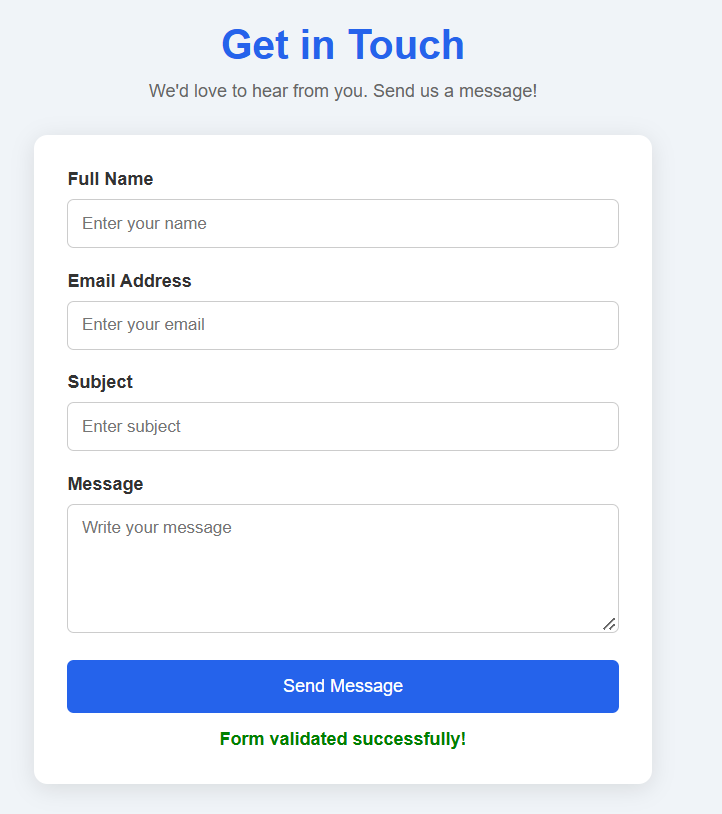 Get in Touch
We'd love to hear from you. Send us a message!
Full Name
Enter your name
Email Address
Enter your email
Subject
Enter subject
Message
Write your message
Send Message
Form validated successfully!